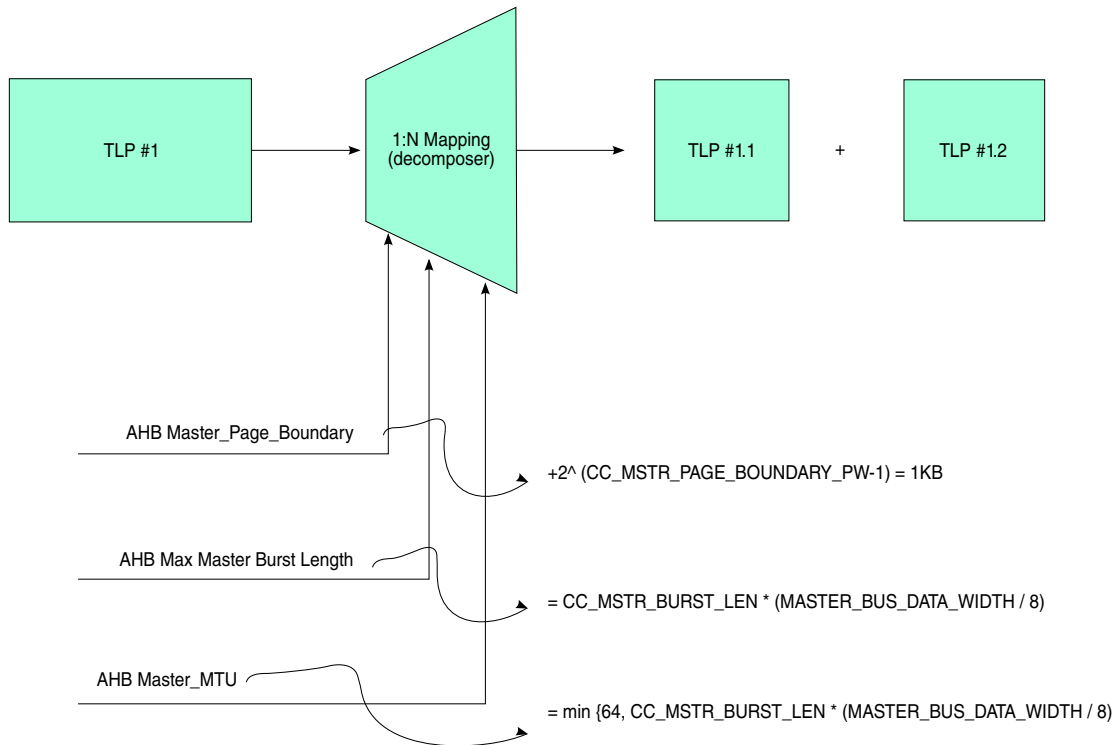 TLP #1
1:N Mapping
(decomposer)
TLP #1.1
+
TLP #1.2
AHB Master_Page_Boundary
+2^ (CC_MSTR_PAGE_BOUNDARY_PW-1) = 1KB
AHB Max Master Burst Length
= CC_MSTR_BURST_LEN * (MASTER_BUS_DATA_WIDTH / 8)
AHB Master_MTU
= min {64, CC_MSTR_BURST_LEN * (MASTER_BUS_DATA_WIDTH / 8)